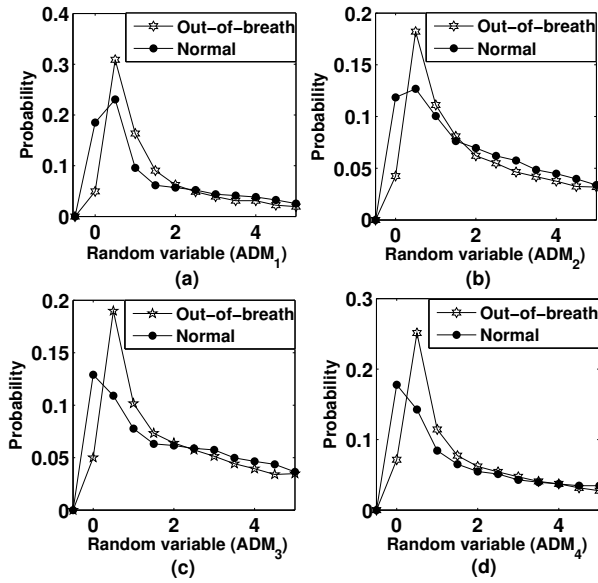 0.4
0.3
0.2
0.1
0
Probability
Out-of-breath
Normal
0 2 4
Random variable (ADM1)
(a)
0.2
0.15
0.1
0.05
0
Probability
Out-of-breath
Normal
0 2 4
Random variable (ADM2)
(b)
0.2
0.15
0.1
0.05
0
Probability
Out-of-breath
Normal
0 2 4
Random variable (ADM3)
(c)
0.3
0.2
0.1
0
Probability
Out-of-breath
Normal
0 2 4
Random variable (ADM4)
(d)